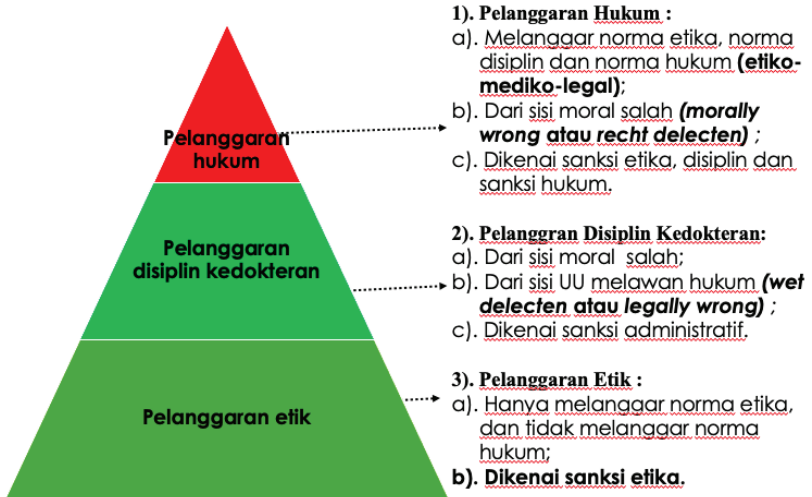 1). Pelanggaran Hukum :
a). Melanggar norma etika, norma
disiplin dan norma hukum (etiko-
mediko-legal);
b). Dari sisi moral salah (morally
wrong atau recht delecten) ;
c). Dikenai sanksi etika, disiplin dan
sanksi hukum.
Pelanggaran
hukum
2). Pelanggran Disiplin Kedokteran:
a). Dari sisi moral salah;
b). Dari sisi UU melawan hukum (wet
delecten atau legally wrong) ;
c). Dikenai sanksi administratif.
Pelanggaran
disiplin kedokteran
3). Pelanggaran Etik :
a). Hanya melanggar norma etika,
dan tidak melanggar norma
hukum;
b). Dikenai sanksi etika.
Pelanggaran etik